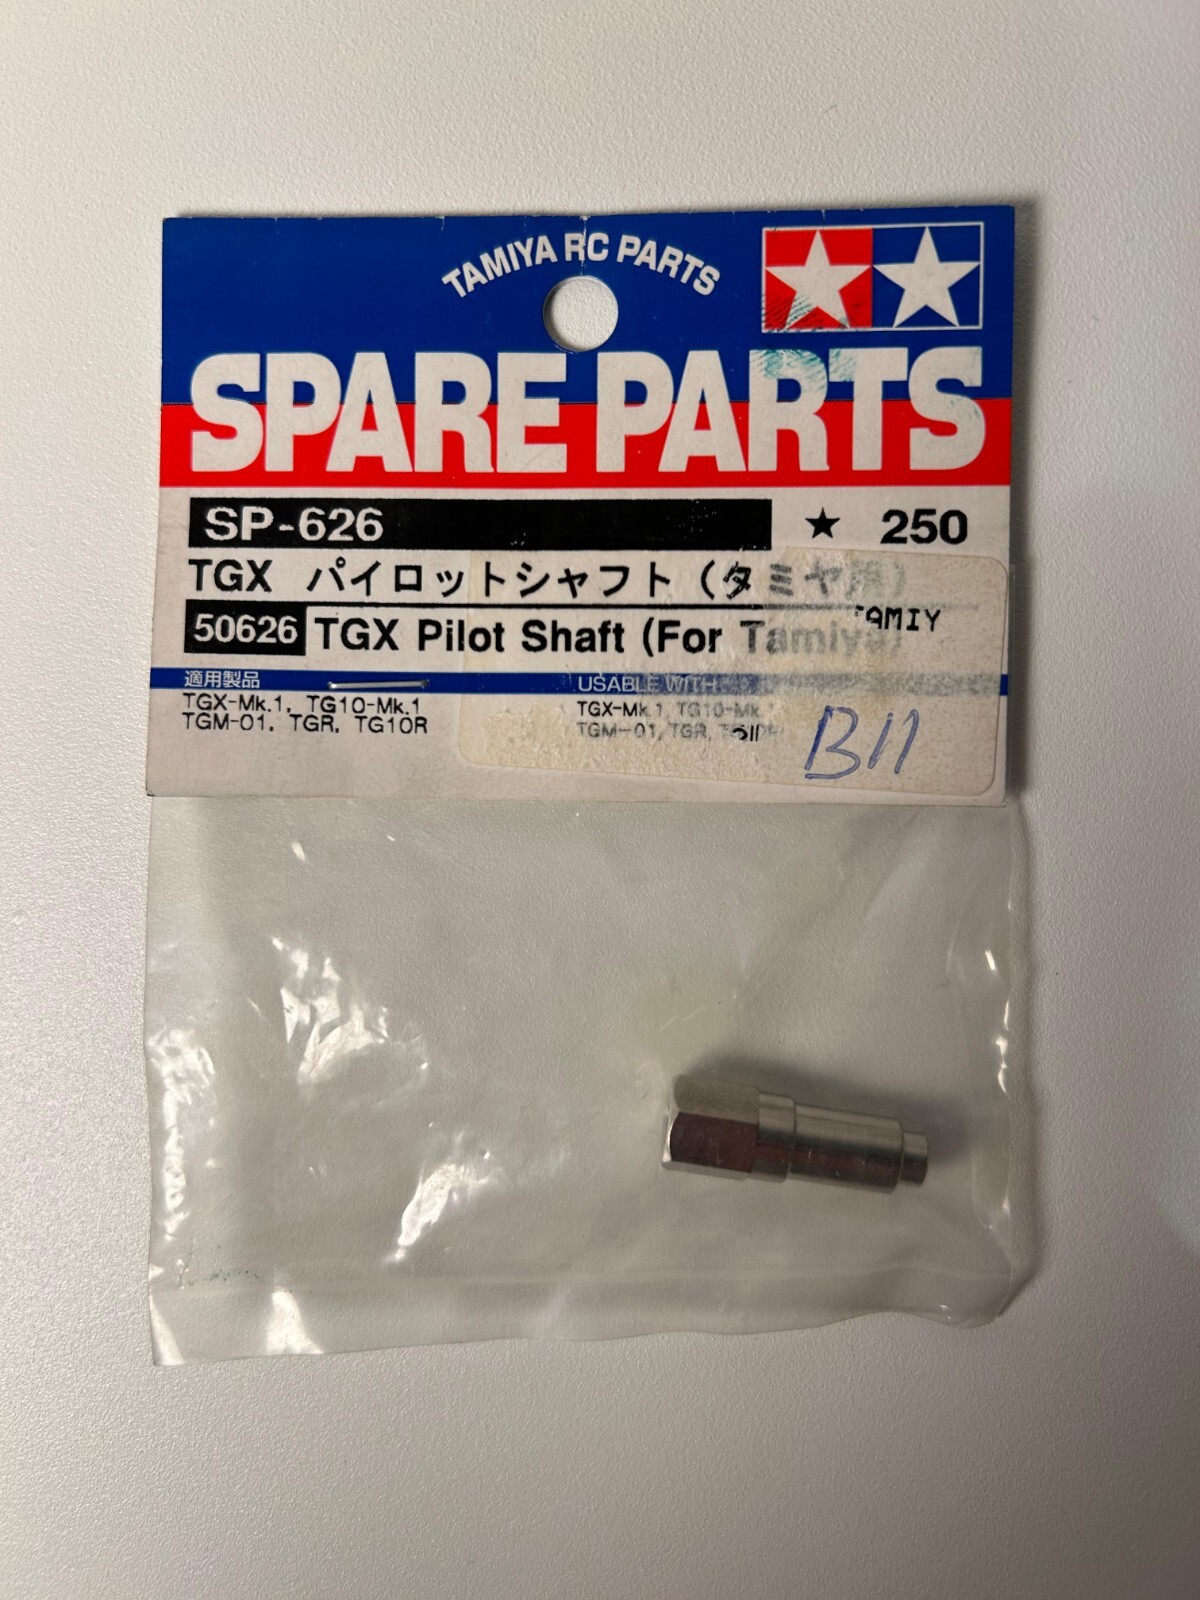 TAMIYA RC PARTS
SPARE PARTS
SP-626 ★ 250
TGX パイロットシャフト (タミヤ用)
TAMIY
50626 TGX Pilot Shaft (For Tamiya)
適用製品
TGX-Mk.1, TG10-Mk.1
TGM-01, TGR, TG10R
USABLE WITH
TGX-Mk.1, TG10-Mk.1
TGM-01, TGR,
B11